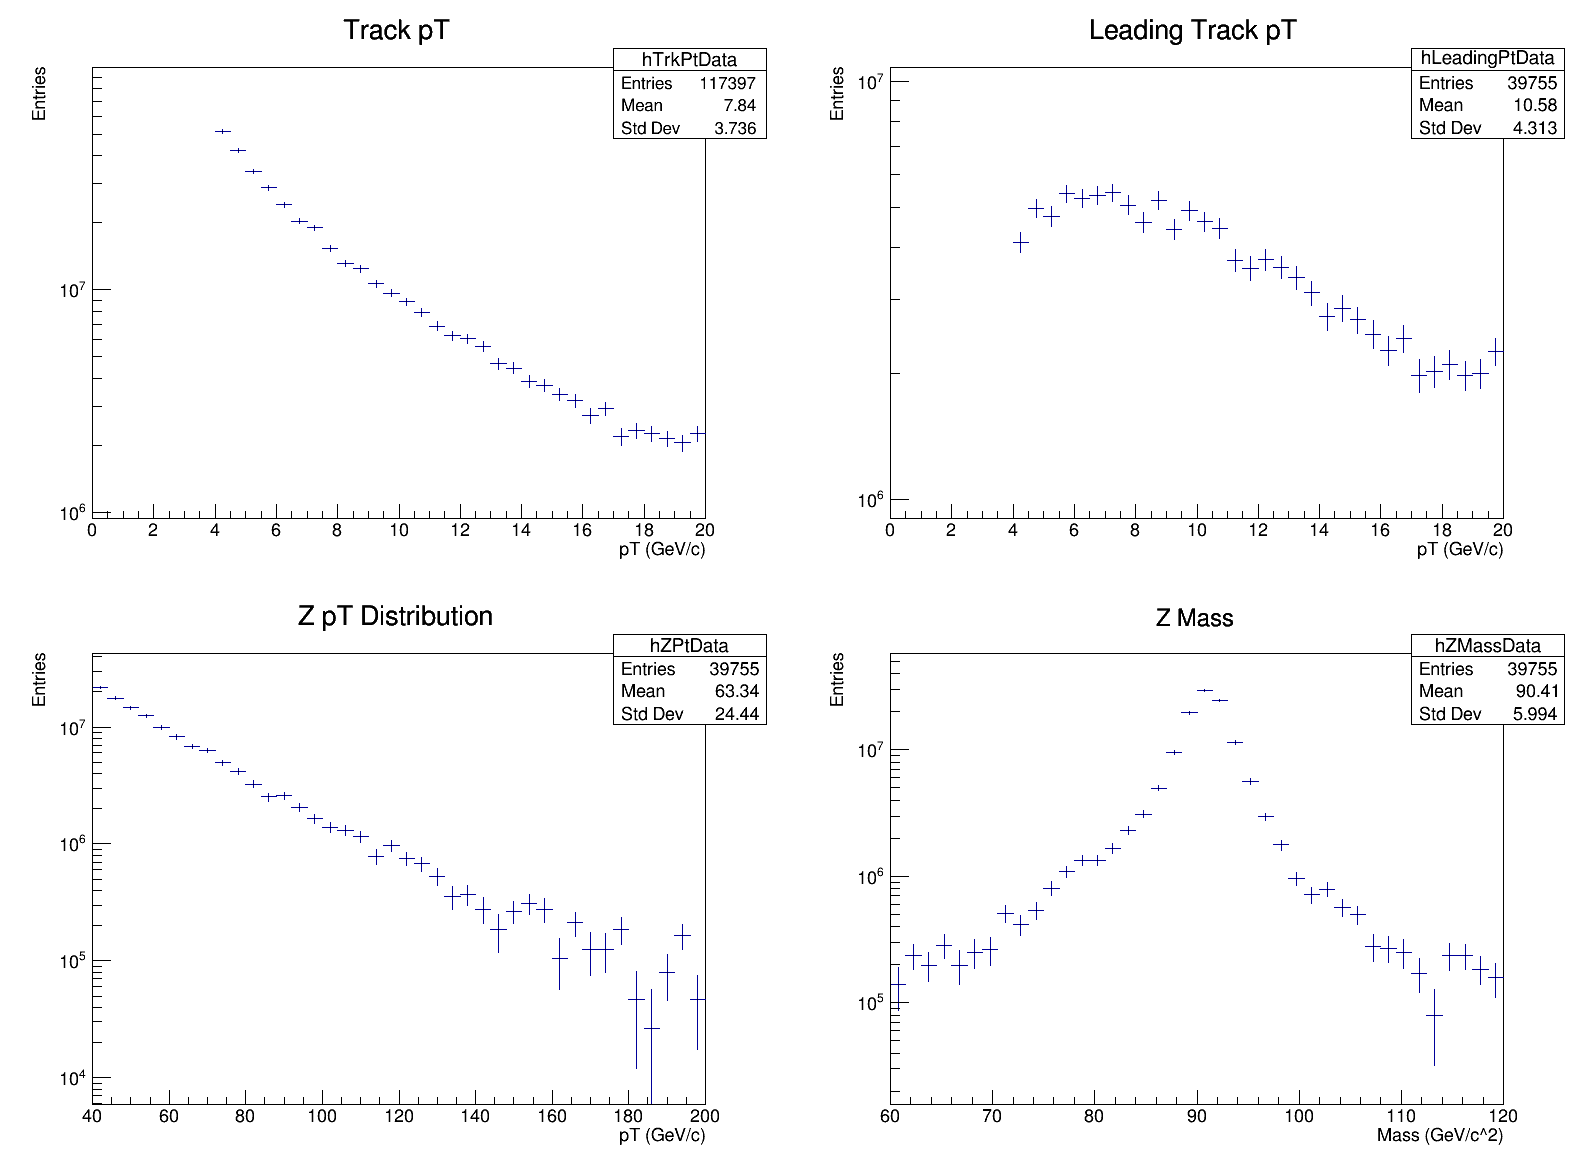 Track pT
Entries
hTrkPtData
Entries 117397
Mean 7.84
Std Dev 3.736
10^7
10^6
0 2 4 6 8 10 12 14 16 18 20
pT (GeV/c)
Leading Track pT
Entries
hLeadingPtData
Entries 39755
Mean 10.58
Std Dev 4.313
10^7
10^6
0 2 4 6 8 10 12 14 16 18 20
pT (GeV/c)
Z pT Distribution
Entries
hZPtData
Entries 39755
Mean 63.34
Std Dev 24.44
10^7
10^6
10^5
10^4
40 60 80 100 120 140 160 180 200
pT (GeV/c)
Z Mass
Entries
hZMassData
Entries 39755
Mean 90.41
Std Dev 5.994
10^7
10^6
10^5
60 70 80 90 100 110 120
Mass (GeV/c^2)